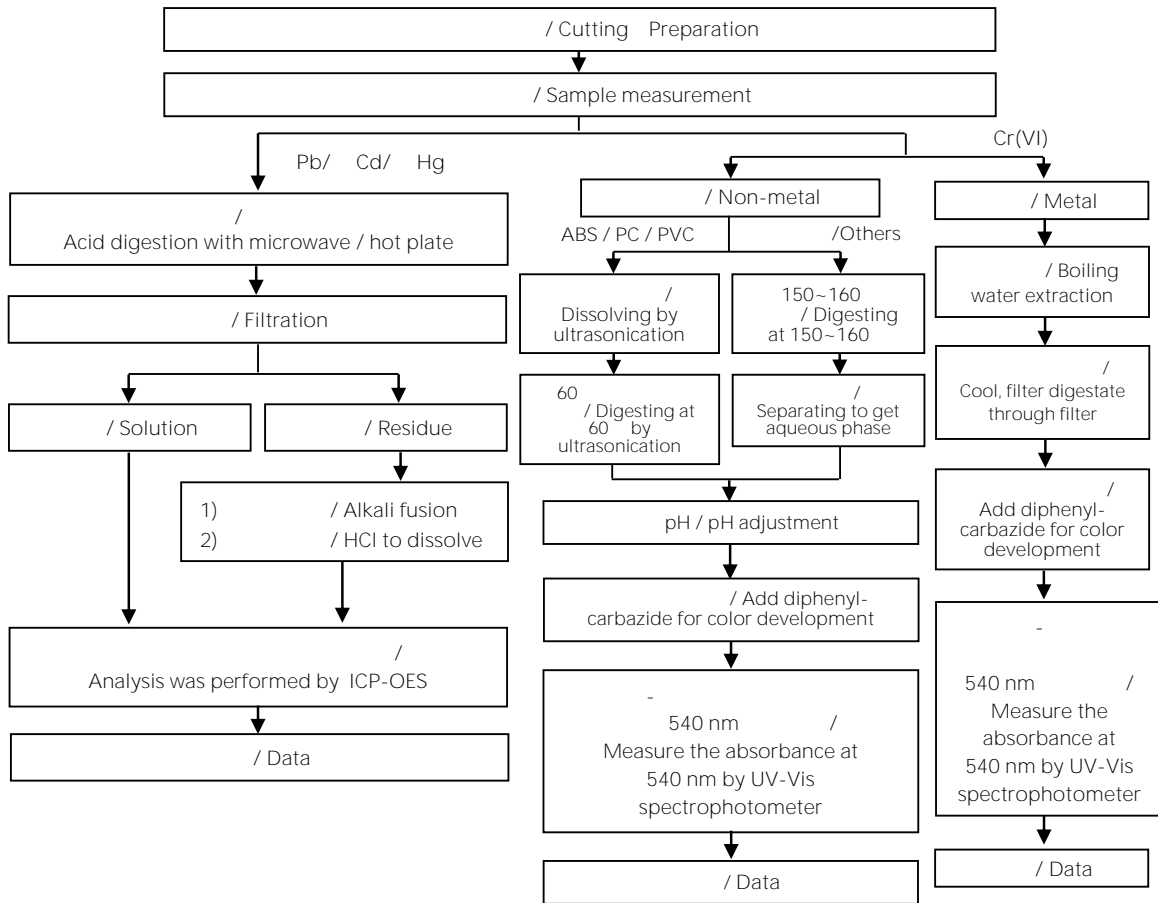 / Cutting Preparation
/ Sample measurement
Pb/ Cd/ Hg
Cr(VI)
/
Acid digestion with microwave / hot plate
/ Filtration
/ Solution
/ Residue
1) / Alkali fusion
2) / HCl to dissolve
/
Analysis was performed by ICP-OES
/ Data
/ Non-metal
ABS / PC / PVC
/Others
/
Dissolving by
ultrasonication
60
/ Digesting at
60 by
ultrasonication
150~160
/ Digesting
at 150~160
/
Separating to get
aqueous phase
pH / pH adjustment
/ Add diphenyl-
carbazide for color development
-
540 nm /
Measure the absorbance at
540 nm by UV-Vis
spectrophotometer
/ Data
/ Metal
/ Boiling
water extraction
/
Cool, filter digestate
through filter
/
Add diphenyl-
carbazide for color
development
-
540 nm /
Measure the
absorbance at
540 nm by UV-Vis
spectrophotometer
/ Data